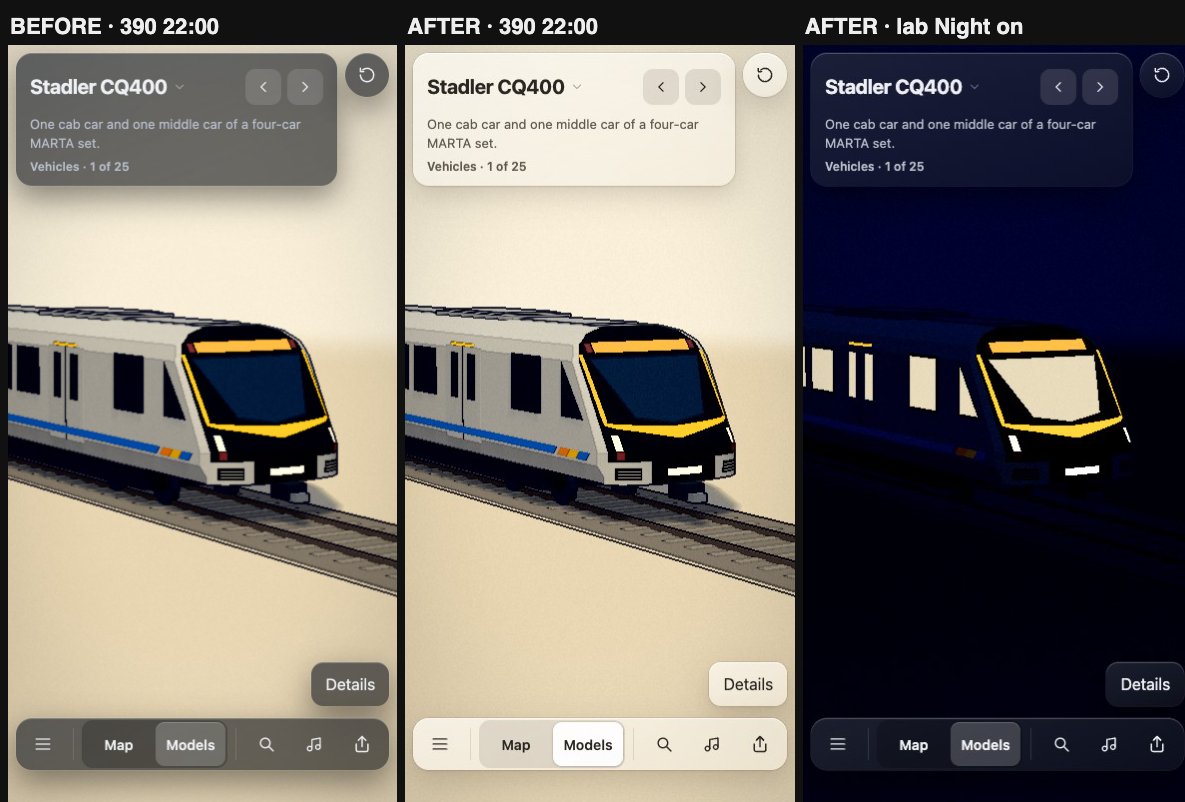 BEFORE · 390 22:00
Stadler CQ400
One cab car and one middle car of a four-car
MARTA set.
Vehicles · 1 of 25
Details
Map
Models
AFTER · 390 22:00
Stadler CQ400
One cab car and one middle car of a four-car
MARTA set.
Vehicles · 1 of 25
Details
Map
Models
AFTER · lab Night on
Stadler CQ400
One cab car and one middle car of a four-car
MARTA set.
Vehicles · 1 of 25
Details
Map
Models